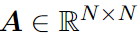 A ∈ ℝ^{N×N}